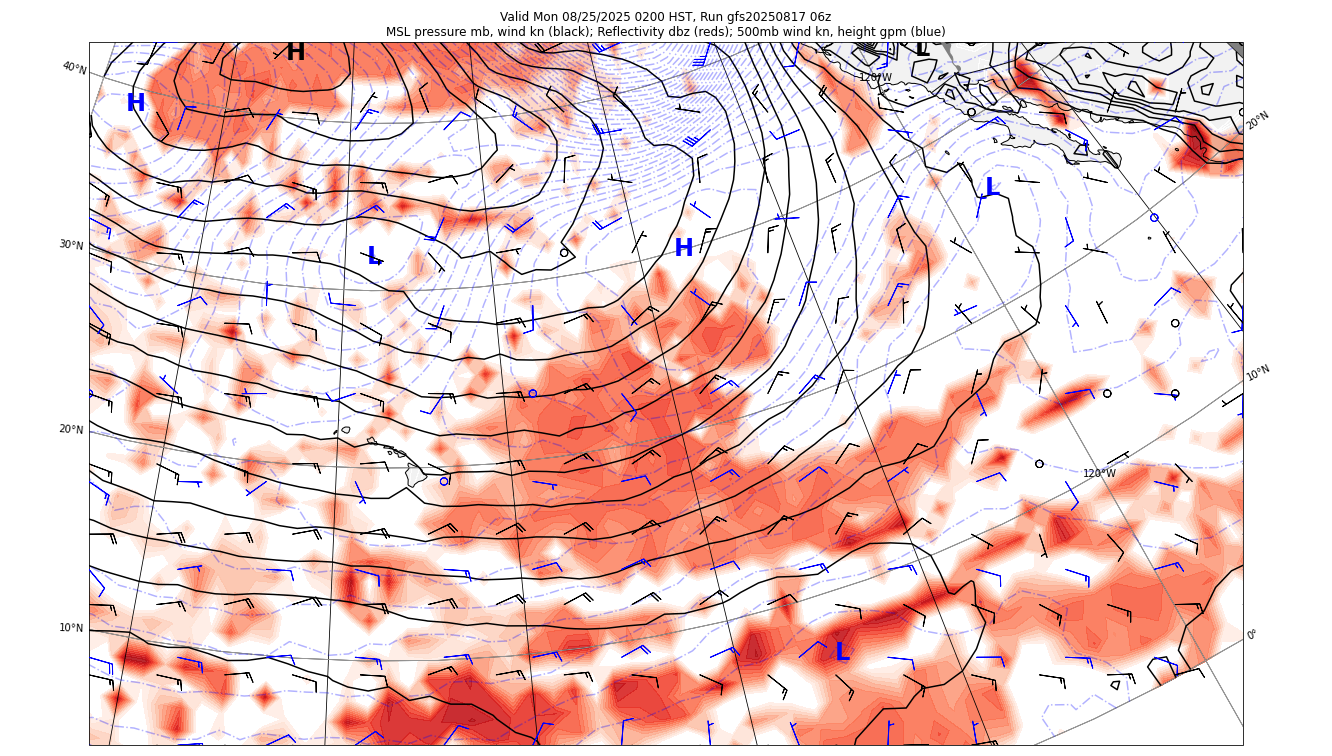 Valid Mon 08/25/2025 0200 HST, Run gfs20250817 06z
MSL pressure mb, wind kn (black); Reflectivity dbz (reds); 500mb wind kn, height gpm (blue)
H
L
40°N
120°W
H
20°N
L
30°N
H
L
10°N
20°N
120°W
10°N
0°
L